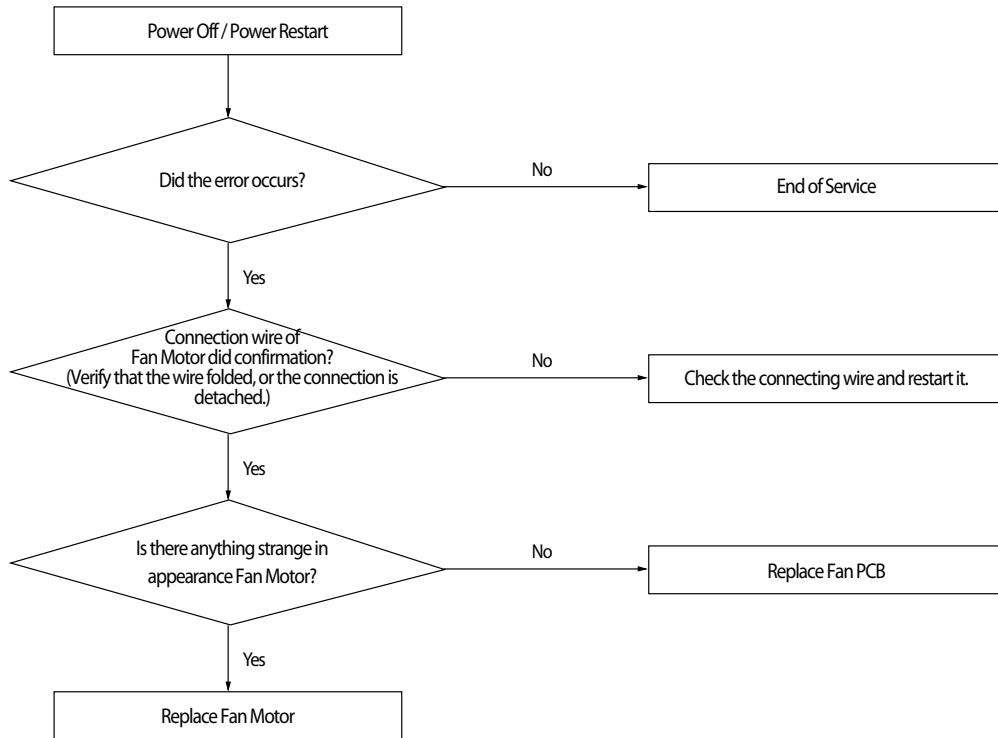 Power Off / Power Restart
Did the error occurs?
No
End of Service
Yes
Connection wire of
Fan Motor did confirmation?
(Verify that the wire folded, or the connection is
detached.)
No
Check the connecting wire and restart it.
Yes
Is there anything strange in
appearance Fan Motor?
No
Replace Fan PCB
Yes
Replace Fan Motor